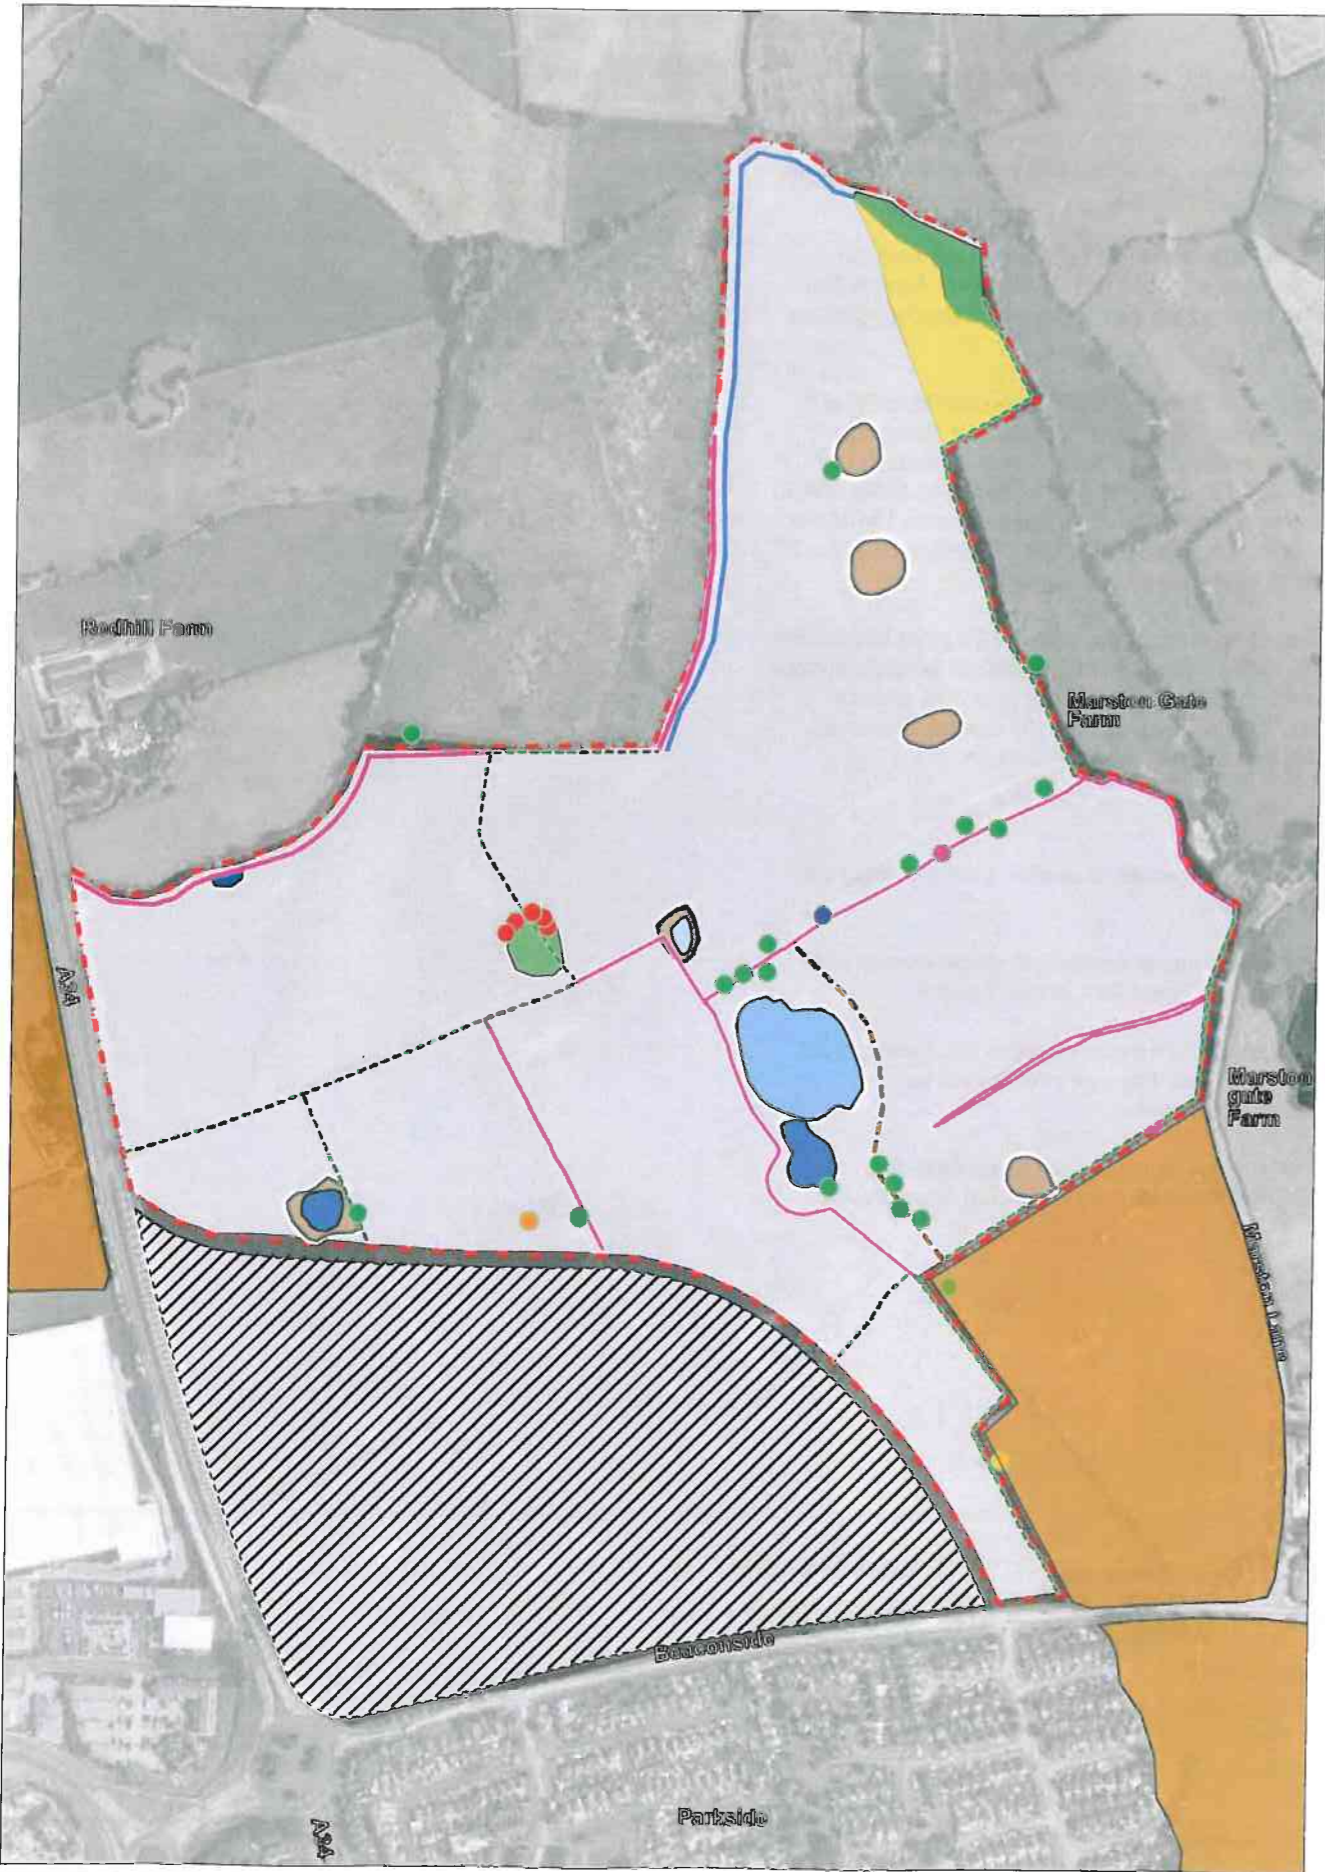 Redhill Farm
Marston Gate
Farm
A34
Marston
gate
Farm
Marston Lane
Beaconside
Parkside
A34